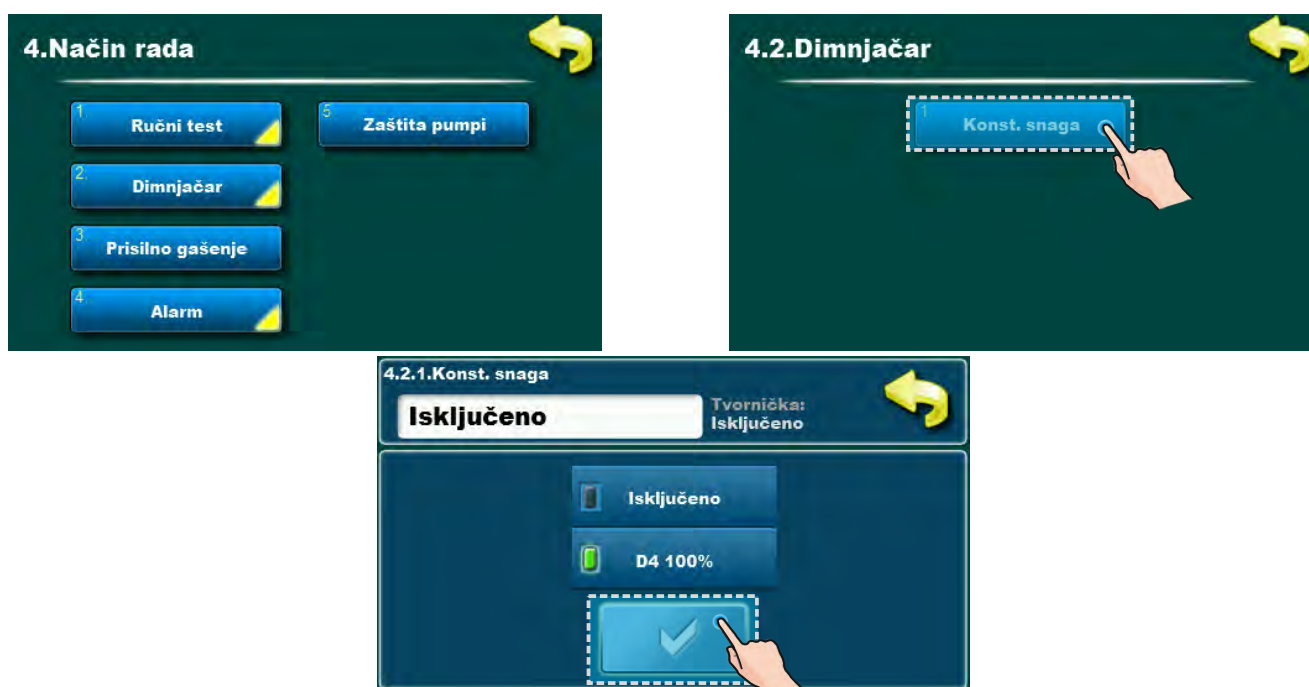 4.Način rada
1.
Ručni test
5
Zaštita pumpi
2.
Dimnjačar
3.
Prisilno gašenje
4.
Alarm
4.2.Dimnjačar
1
Konst. snaga
4.2.1.Konst. snaga
Isključeno
Tvornička:
Isključeno
Isključeno
D4 100%